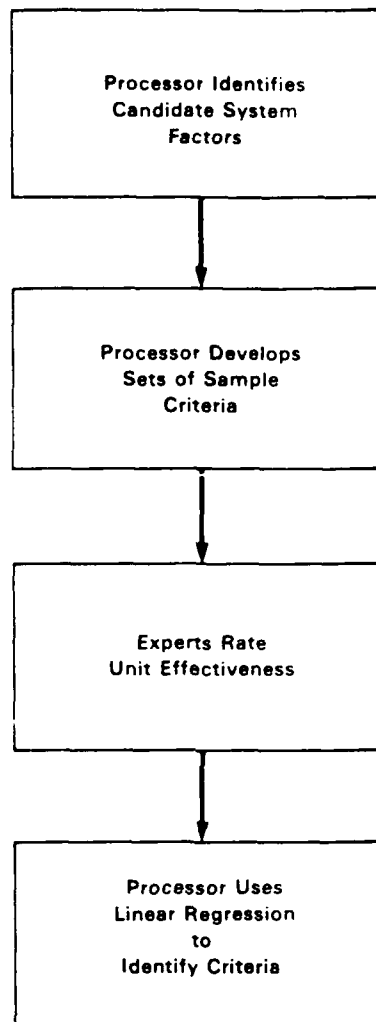 Processor Identifies
Candidate System
Factors
Processor Develops
Sets of Sample
Criteria
Experts Rate
Unit Effectiveness
Processor Uses
Linear Regression
to
Identify Criteria